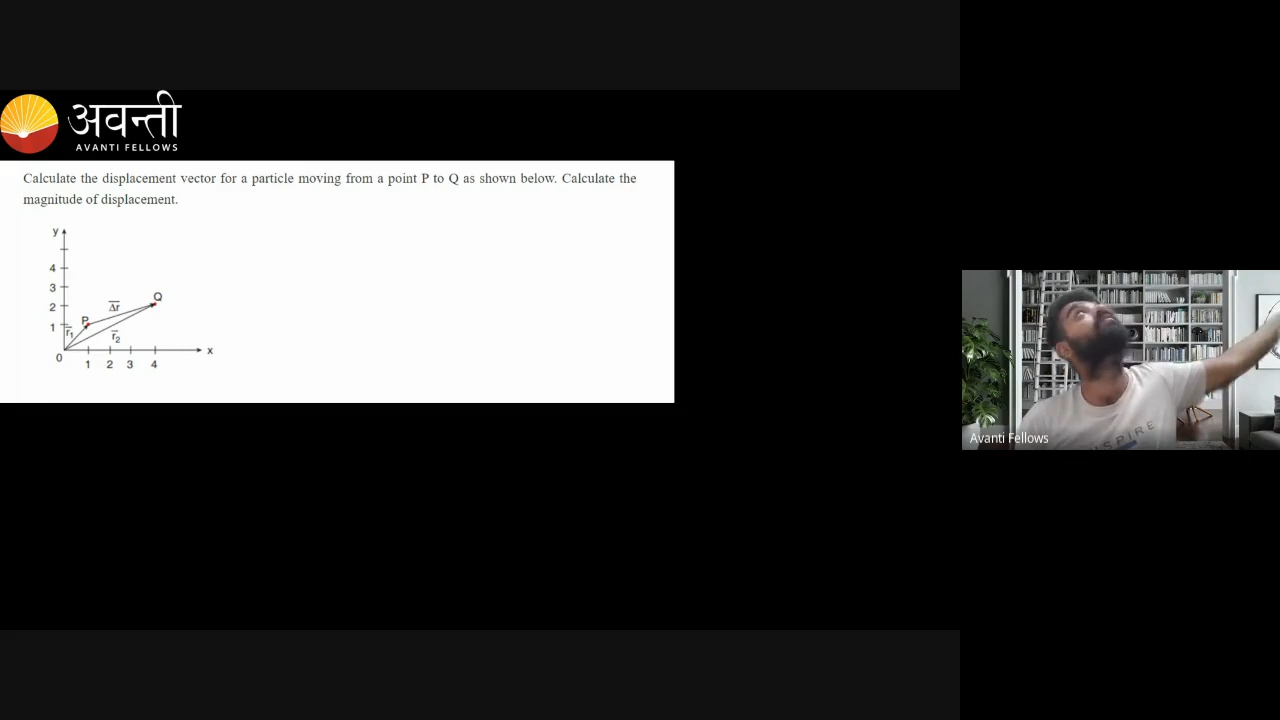 अवन्ती
AVANTI FELLOWS
Calculate the displacement vector for a particle moving from a point P to Q as shown below. Calculate the
magnitude of displacement.
y
4
3
2
1
0
P
Q
Δr
r₁
r₂
x
1 2 3 4
NSPIRE
Avanti Fellows